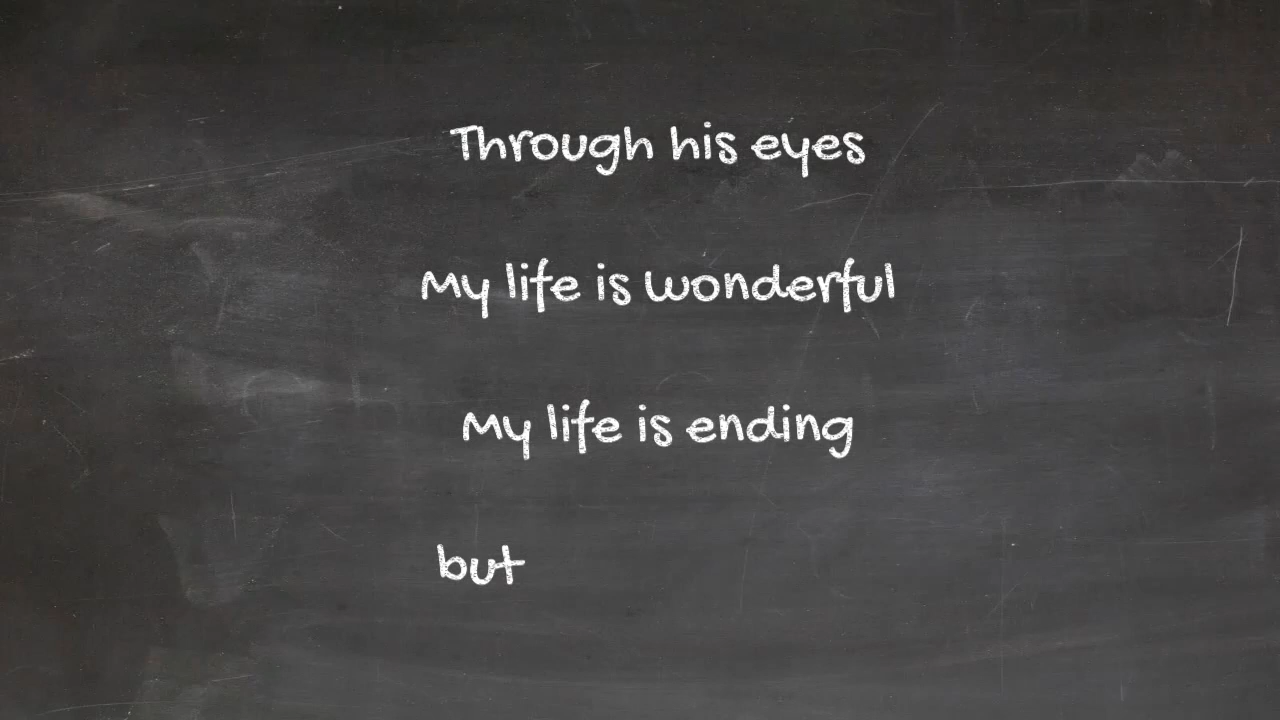 Through his eyes
My life is wonderful
My life is ending
but